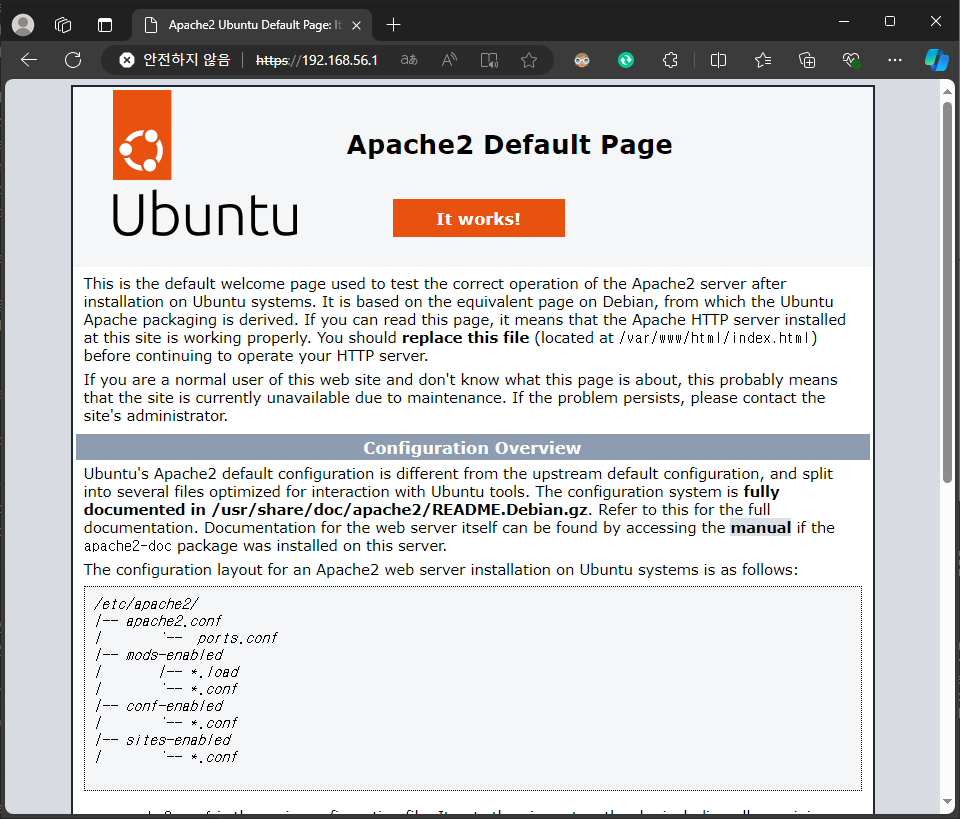 Apache2 Ubuntu Default Page: It
안전하지 않음
https://192.168.56.1
Apache2 Default Page
Ubuntu
It works!
This is the default welcome page used to test the correct operation of the Apache2 server after
installation on Ubuntu systems. It is based on the equivalent page on Debian, from which the Ubuntu
Apache packaging is derived. If you can read this page, it means that the Apache HTTP server installed
at this site is working properly. You should replace this file (located at /var/www/html/index.html)
before continuing to operate your HTTP server.
If you are a normal user of this web site and don't know what this page is about, this probably means
that the site is currently unavailable due to maintenance. If the problem persists, please contact the
site's administrator.
Configuration Overview
Ubuntu's Apache2 default configuration is different from the upstream default configuration, and split
into several files optimized for interaction with Ubuntu tools. The configuration system is fully
documented in /usr/share/doc/apache2/README.Debian.gz. Refer to this for the full
documentation. Documentation for the web server itself can be found by accessing the manual if the
apache2-doc package was installed on this server.
The configuration layout for an Apache2 web server installation on Ubuntu systems is as follows:
/etc/apache2/
|-- apache2.conf
|       `--  ports.conf
|-- mods-enabled
|       |-- *.load
|       `-- *.conf
|-- conf-enabled
|       `-- *.conf
|-- sites-enabled
|       `-- *.conf